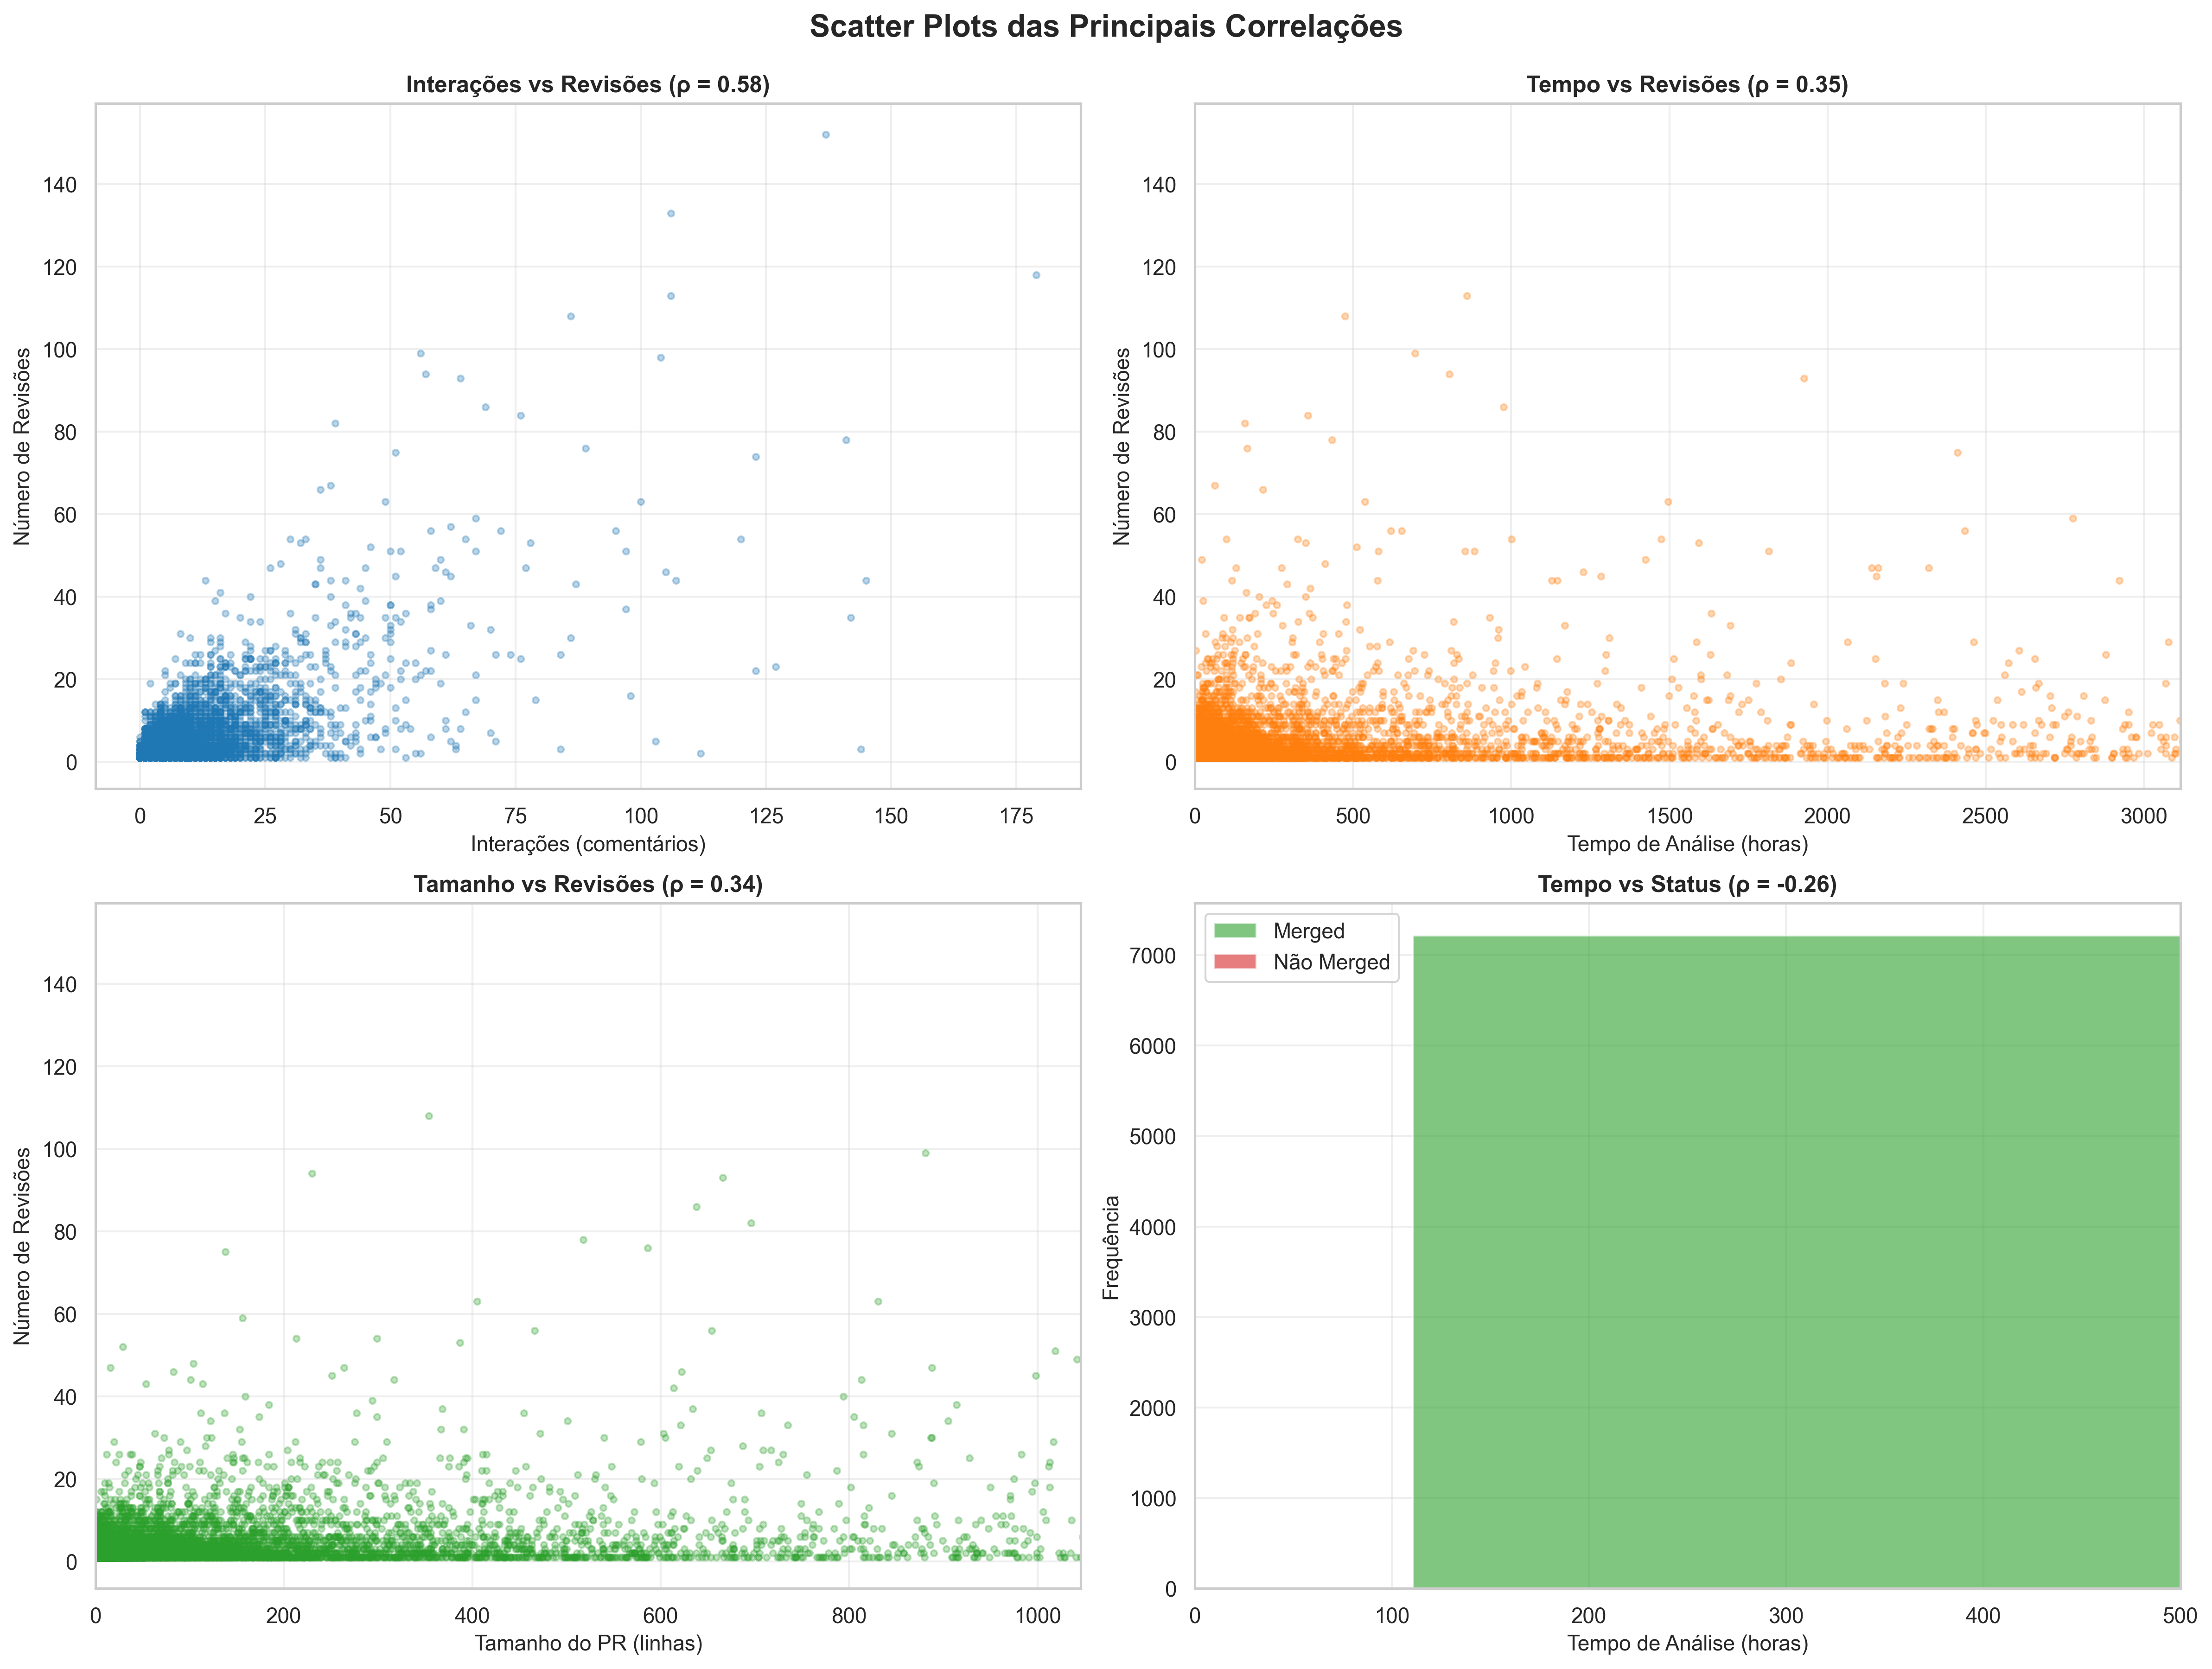 Scatter Plots das Principais Correlações
Interações vs Revisões (ρ = 0.58)
140
120
100
80
60
40
20
0
Número de Revisões
0 25 50 75 100 125 150 175
Interações (comentários)
Tempo vs Revisões (ρ = 0.35)
140
120
100
80
60
40
20
0
Número de Revisões
0 500 1000 1500 2000 2500 3000
Tempo de Análise (horas)
Tamanho vs Revisões (ρ = 0.34)
140
120
100
80
60
40
20
0
Número de Revisões
0 200 400 600 800 1000
Tamanho do PR (linhas)
Tempo vs Status (ρ = -0.26)
Merged
Não Merged
7000
6000
5000
4000
3000
2000
1000
0
Frequência
0 100 200 300 400 500
Tempo de Análise (horas)